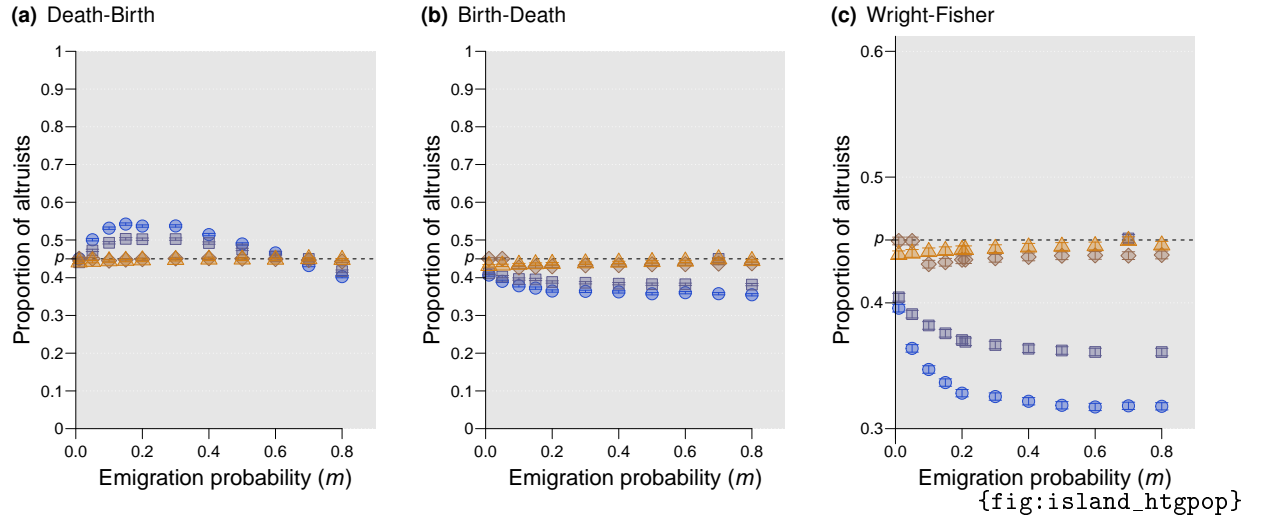 (a) Death-Birth
Proportion of altruists
1
0.9
0.8
0.7
0.6
0.5
p
0.4
0.3
0.2
0.1
0
0.0 0.2 0.4 0.6 0.8
Emigration probability (m)
(b) Birth-Death
Proportion of altruists
1
0.9
0.8
0.7
0.6
0.5
p
0.4
0.3
0.2
0.1
0
0.0 0.2 0.4 0.6 0.8
Emigration probability (m)
(c) Wright-Fisher
Proportion of altruists
0.6
0.5
p
0.4
0.3
0.0 0.2 0.4 0.6 0.8
Emigration probability (m)
{fig:island_htgpop}